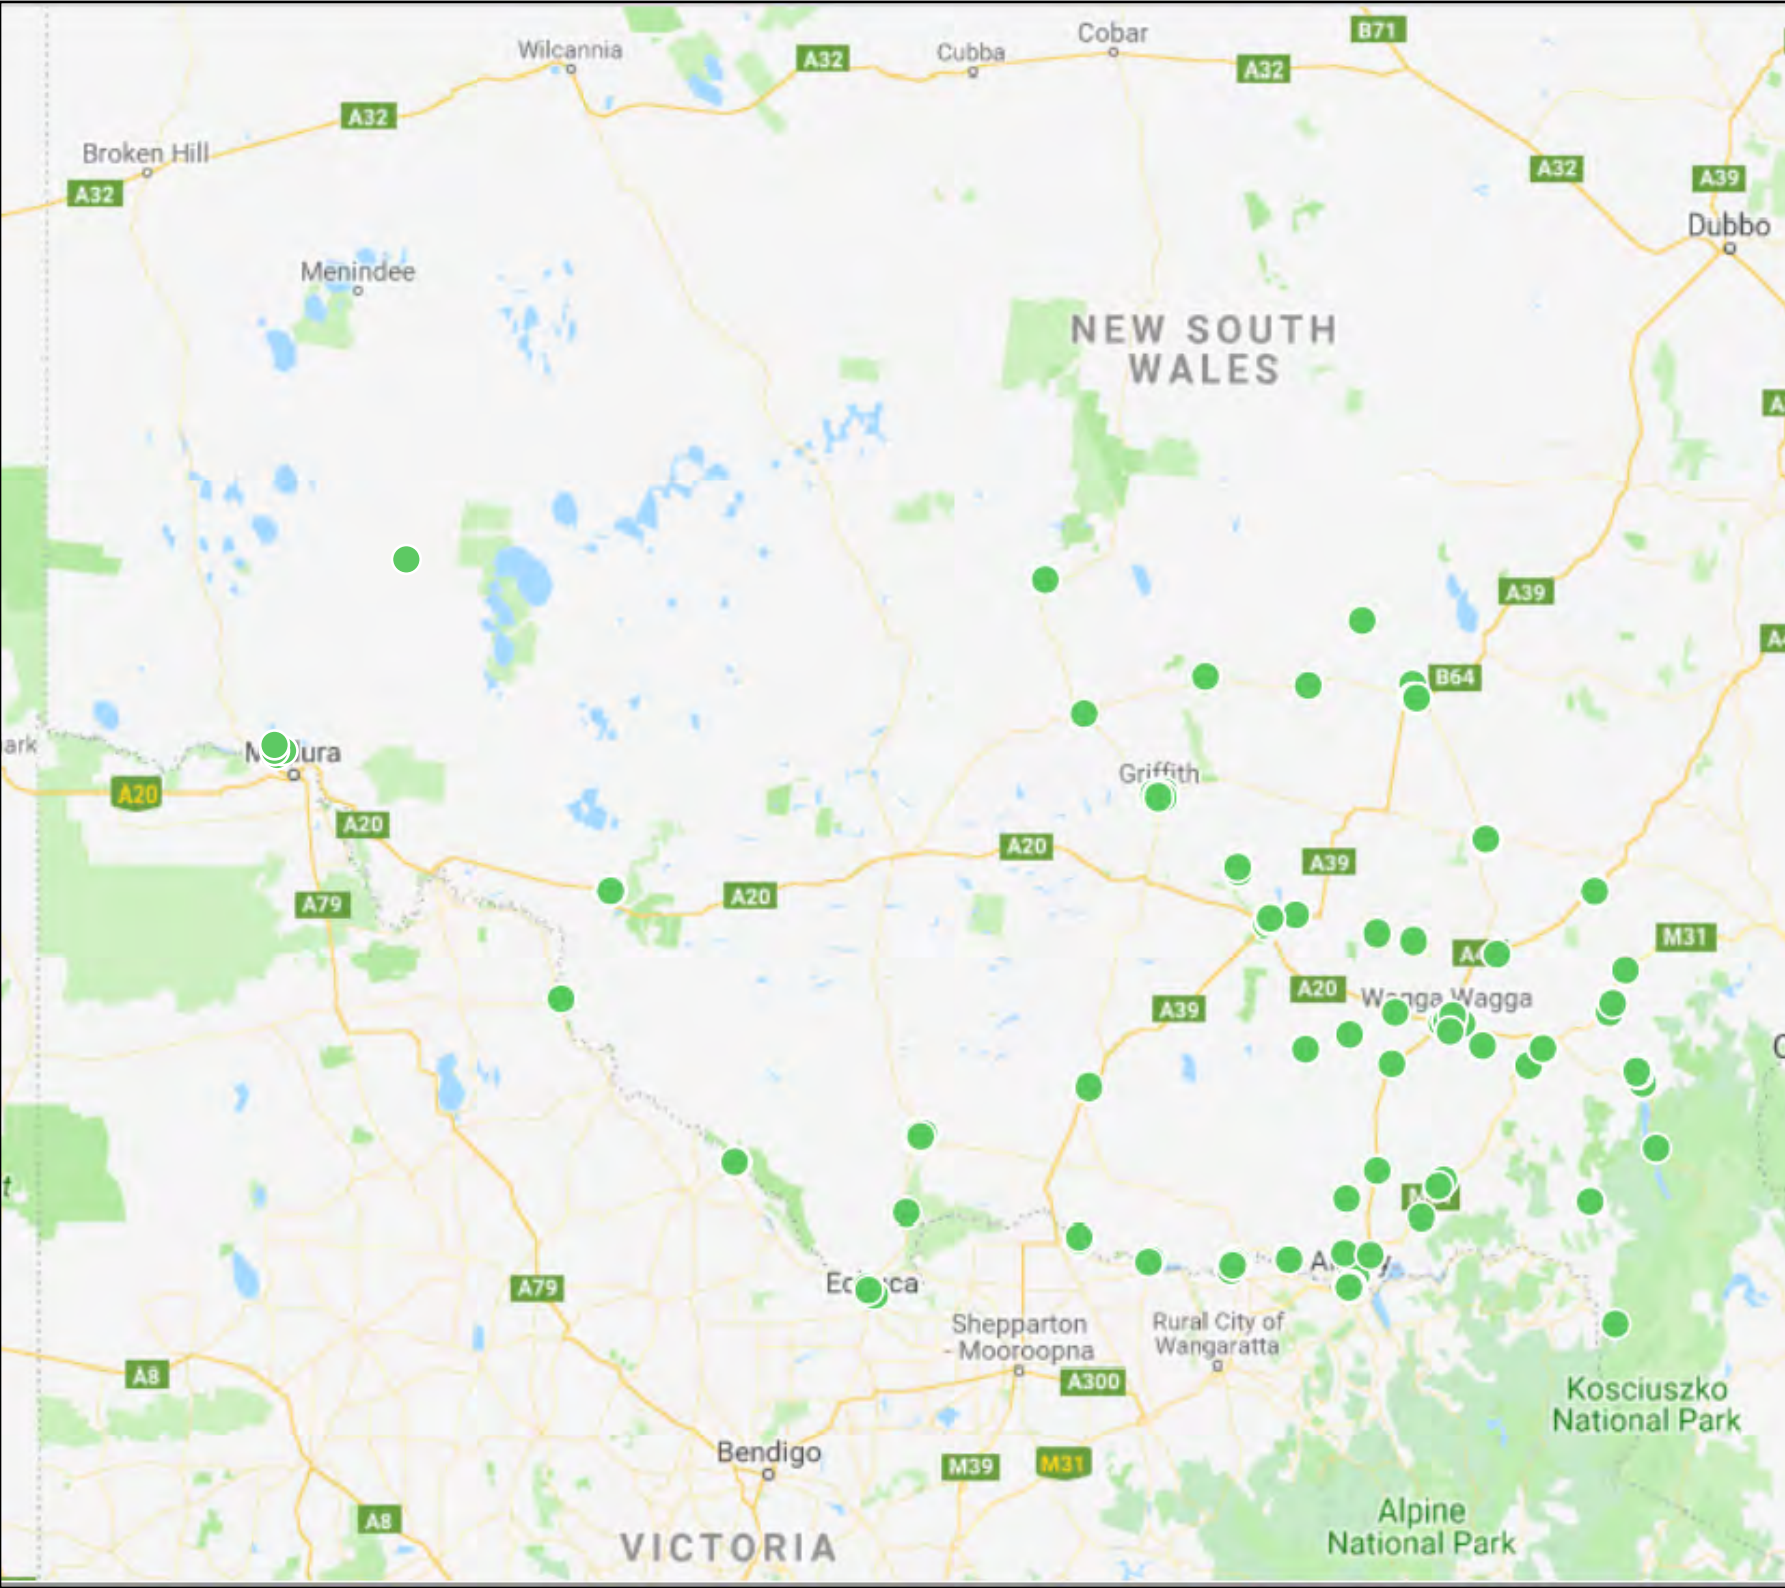 B71
Cobar
Wilcannia
Cubba
A32
A32
A32
Broken Hill
A32
A32
A39
Dubbo
Menindee
NEW SOUTH
WALES
A39
B64
ark
Griffith
A20
A20
A20
A39
A20
A79
M31
A20
Wagga
A39
A79
Shepparton
- Mooroopna
Rural City of
Wangaratta
A8
A300
Kosciuszko
National Park
Bendigo
M39
M31
A8
Alpine
National Park
VICTORIA